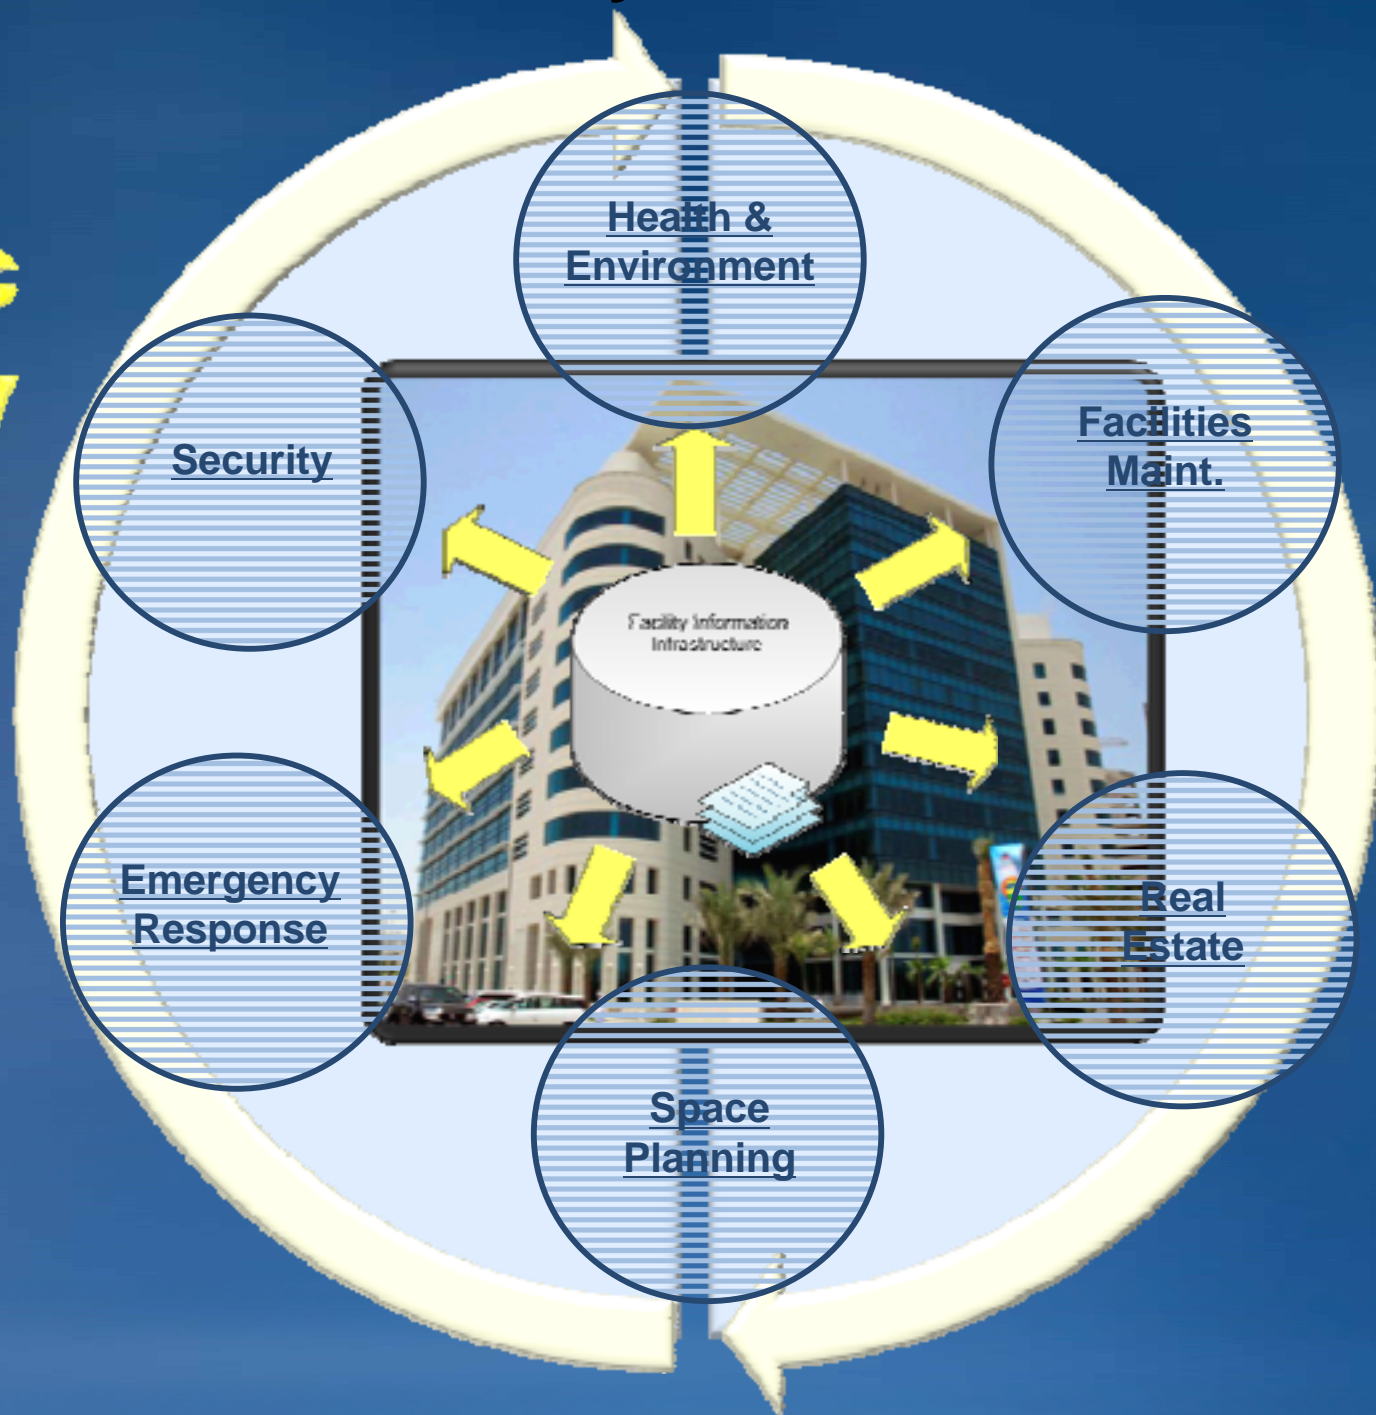 Health &
Environment
Security
Facilities
Maint.
Facility Information
Infrastructure
Emergency
Response
Real
Estate
Space
Planning